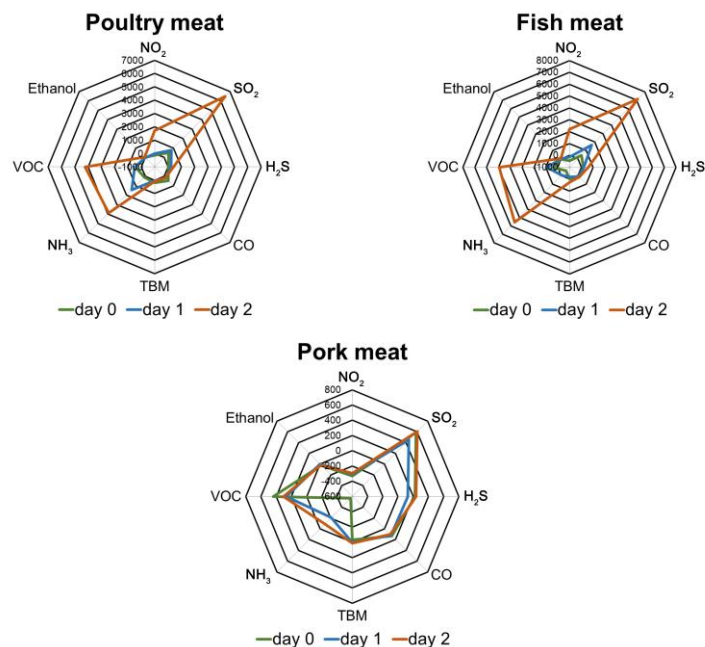 Poultry meat
NO₂
7000
6000
5000
4000
3000
2000
1000
0
-1000
SO₂
H₂S
CO
TBM
NH₃
VOC
Ethanol
day 0 day 1 day 2
Fish meat
NO₂
8000
7000
6000
5000
4000
3000
2000
1000
0
-1000
SO₂
H₂S
CO
TBM
NH₃
VOC
Ethanol
day 0 day 1 day 2
Pork meat
NO₂
800
600
400
200
0
-200
-400
-600
SO₂
H₂S
CO
TBM
NH₃
VOC
Ethanol
day 0 day 1 day 2